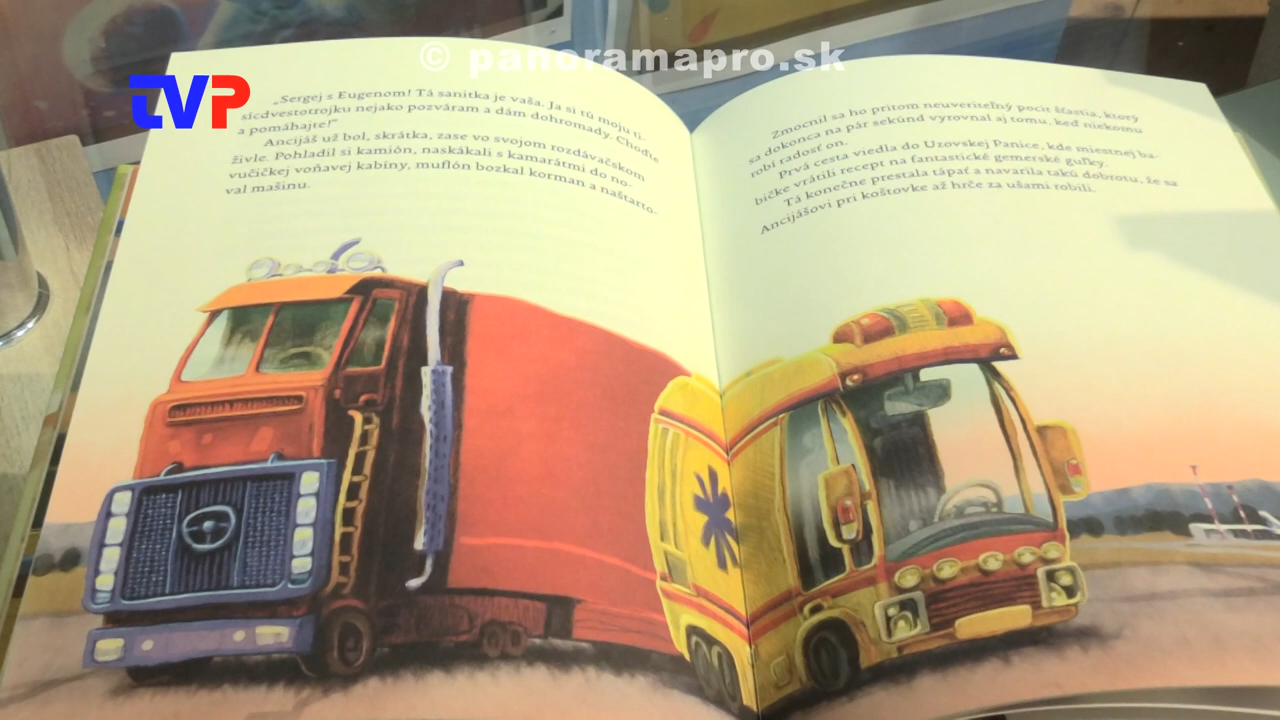 © panoramapro.sk
TVP
„Sergej s Eugenom! Tá sanitka je vaša. Ja si tú moju ti-
sícdvestotrojku nejako pozváram a dám dohromady. Choďte
a pomáhajte!“
Ancijáš už bol, skrátka, zase vo svojom rozdávačskom
živle. Pohladil si kamión, naskákali s kamarátmi do no-
vučičkej voňavej kabíny, muflón bozkal korman a naštarto-
val mašinu.
Zmocnil sa ho pritom neuveriteľný pocit šťastia, ktorý
sa dokonca na pár sekúnd vyrovnal aj tomu, keď niekomu
robí radosť on.
Prvá cesta viedla do Uzovskej Panice, kde miestnej ba-
bičke vrátili recept na fantastické gemerské guľky.
Tá konečne prestala tápať a navarila takú dobrotu, že sa
Ancijášovi pri koštovke až hrče za ušami robili.